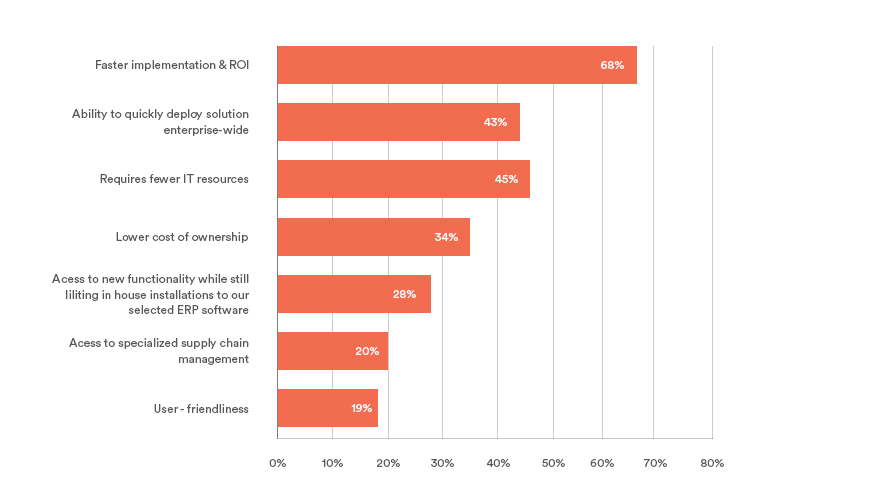 Faster implementation & ROI
68%
Ability to quickly deploy solution
enterprise-wide
43%
Requires fewer IT resources
45%
Lower cost of ownership
34%
Acess to new functionality while still
liliting in house installations to our
selected ERP software
28%
Acess to specialized supply chain
management
20%
User - friendliness
19%
0% 10% 20% 30% 40% 50% 60% 70% 80%